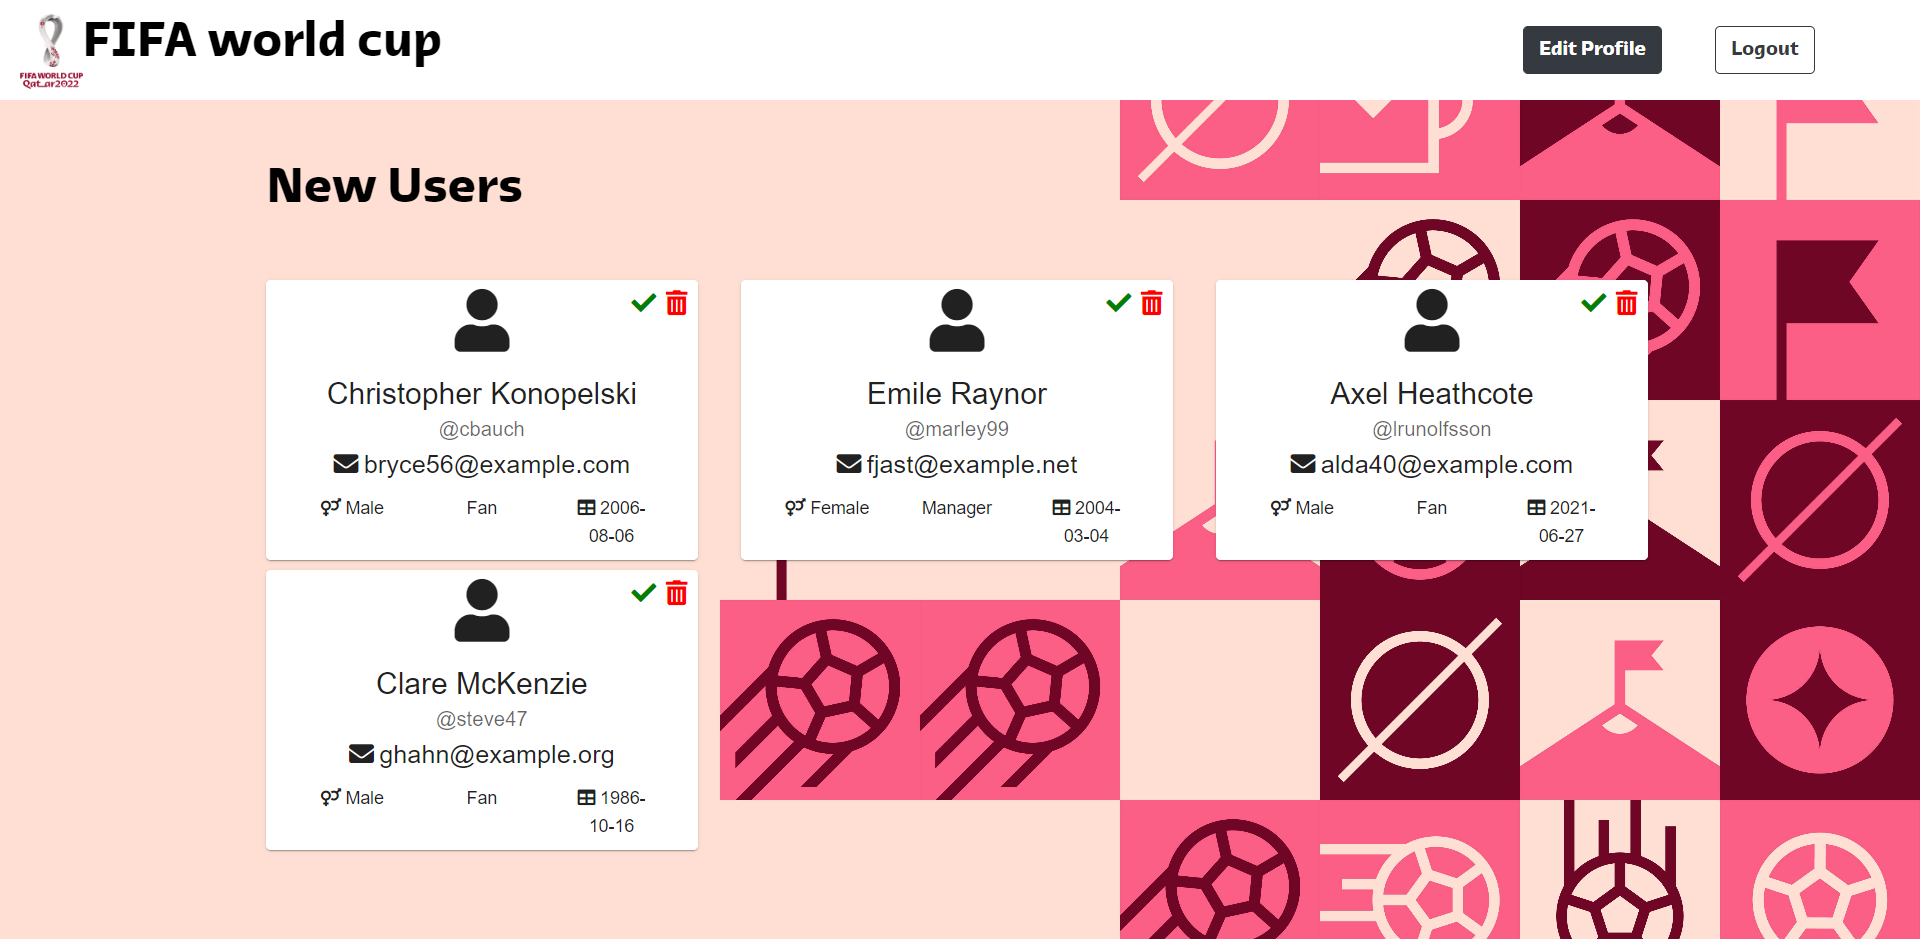 FIFA world cup
FIFA WORLD CUP
Qatar2022
Edit Profile
Logout
New Users
Christopher Konopelski
@cbauch
bryce56@example.com
Male Fan 2006-
08-06
Emile Raynor
@marley99
fjast@example.net
Female Manager 2004-
03-04
Axel Heathcote
@lrunolfsson
alda40@example.com
Male Fan 2021-
06-27
Clare McKenzie
@steve47
ghahn@example.org
Male Fan 1986-
10-16